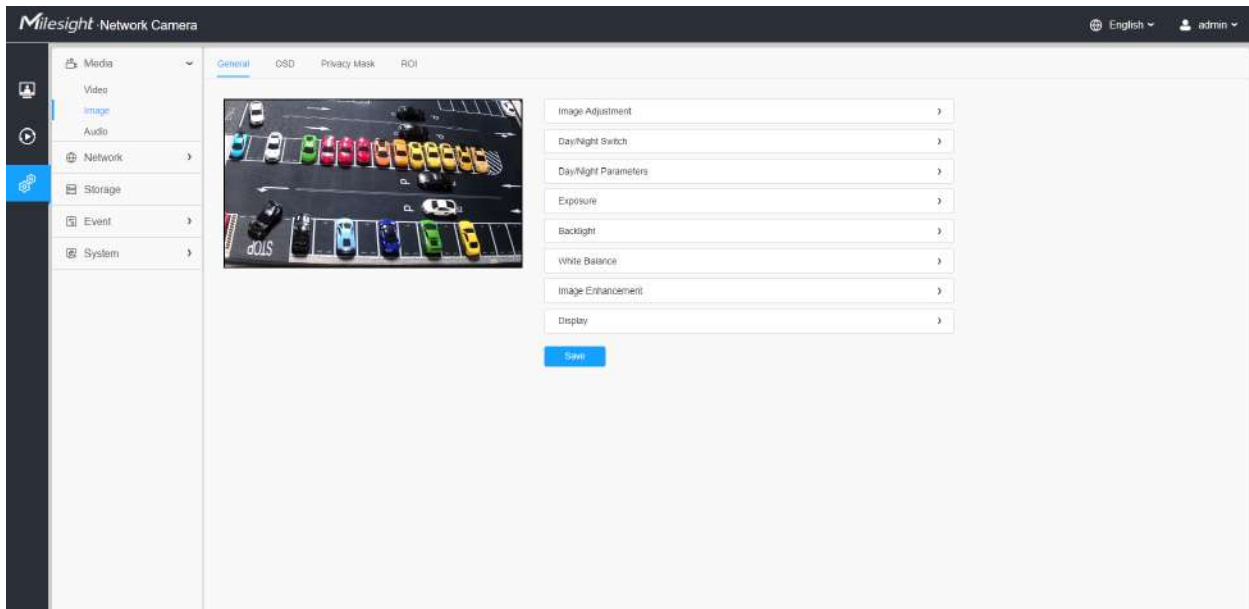 Milesight Network Camera
English
admin
Media
Video
Image
Audio
Network
Storage
Event
System
General OSD Privacy Mask ROI
P
P
STOP
Image Adjustment
Day/Night Switch
Day/Night Parameters
Exposure
Backlight
White Balance
Image Enhancement
Display
Save